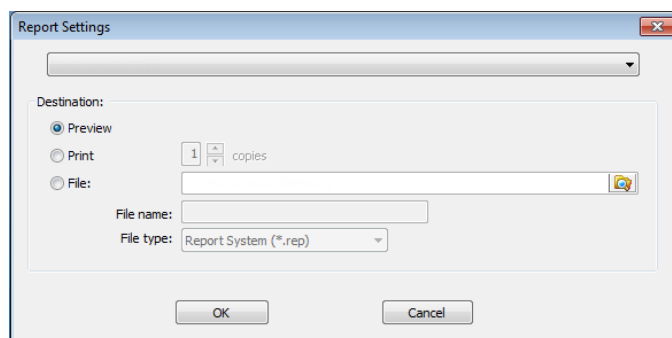 Report Settings
Destination:
Preview
Print 1 copies
File:
File name:
File type: Report System (*.rep)
OK Cancel